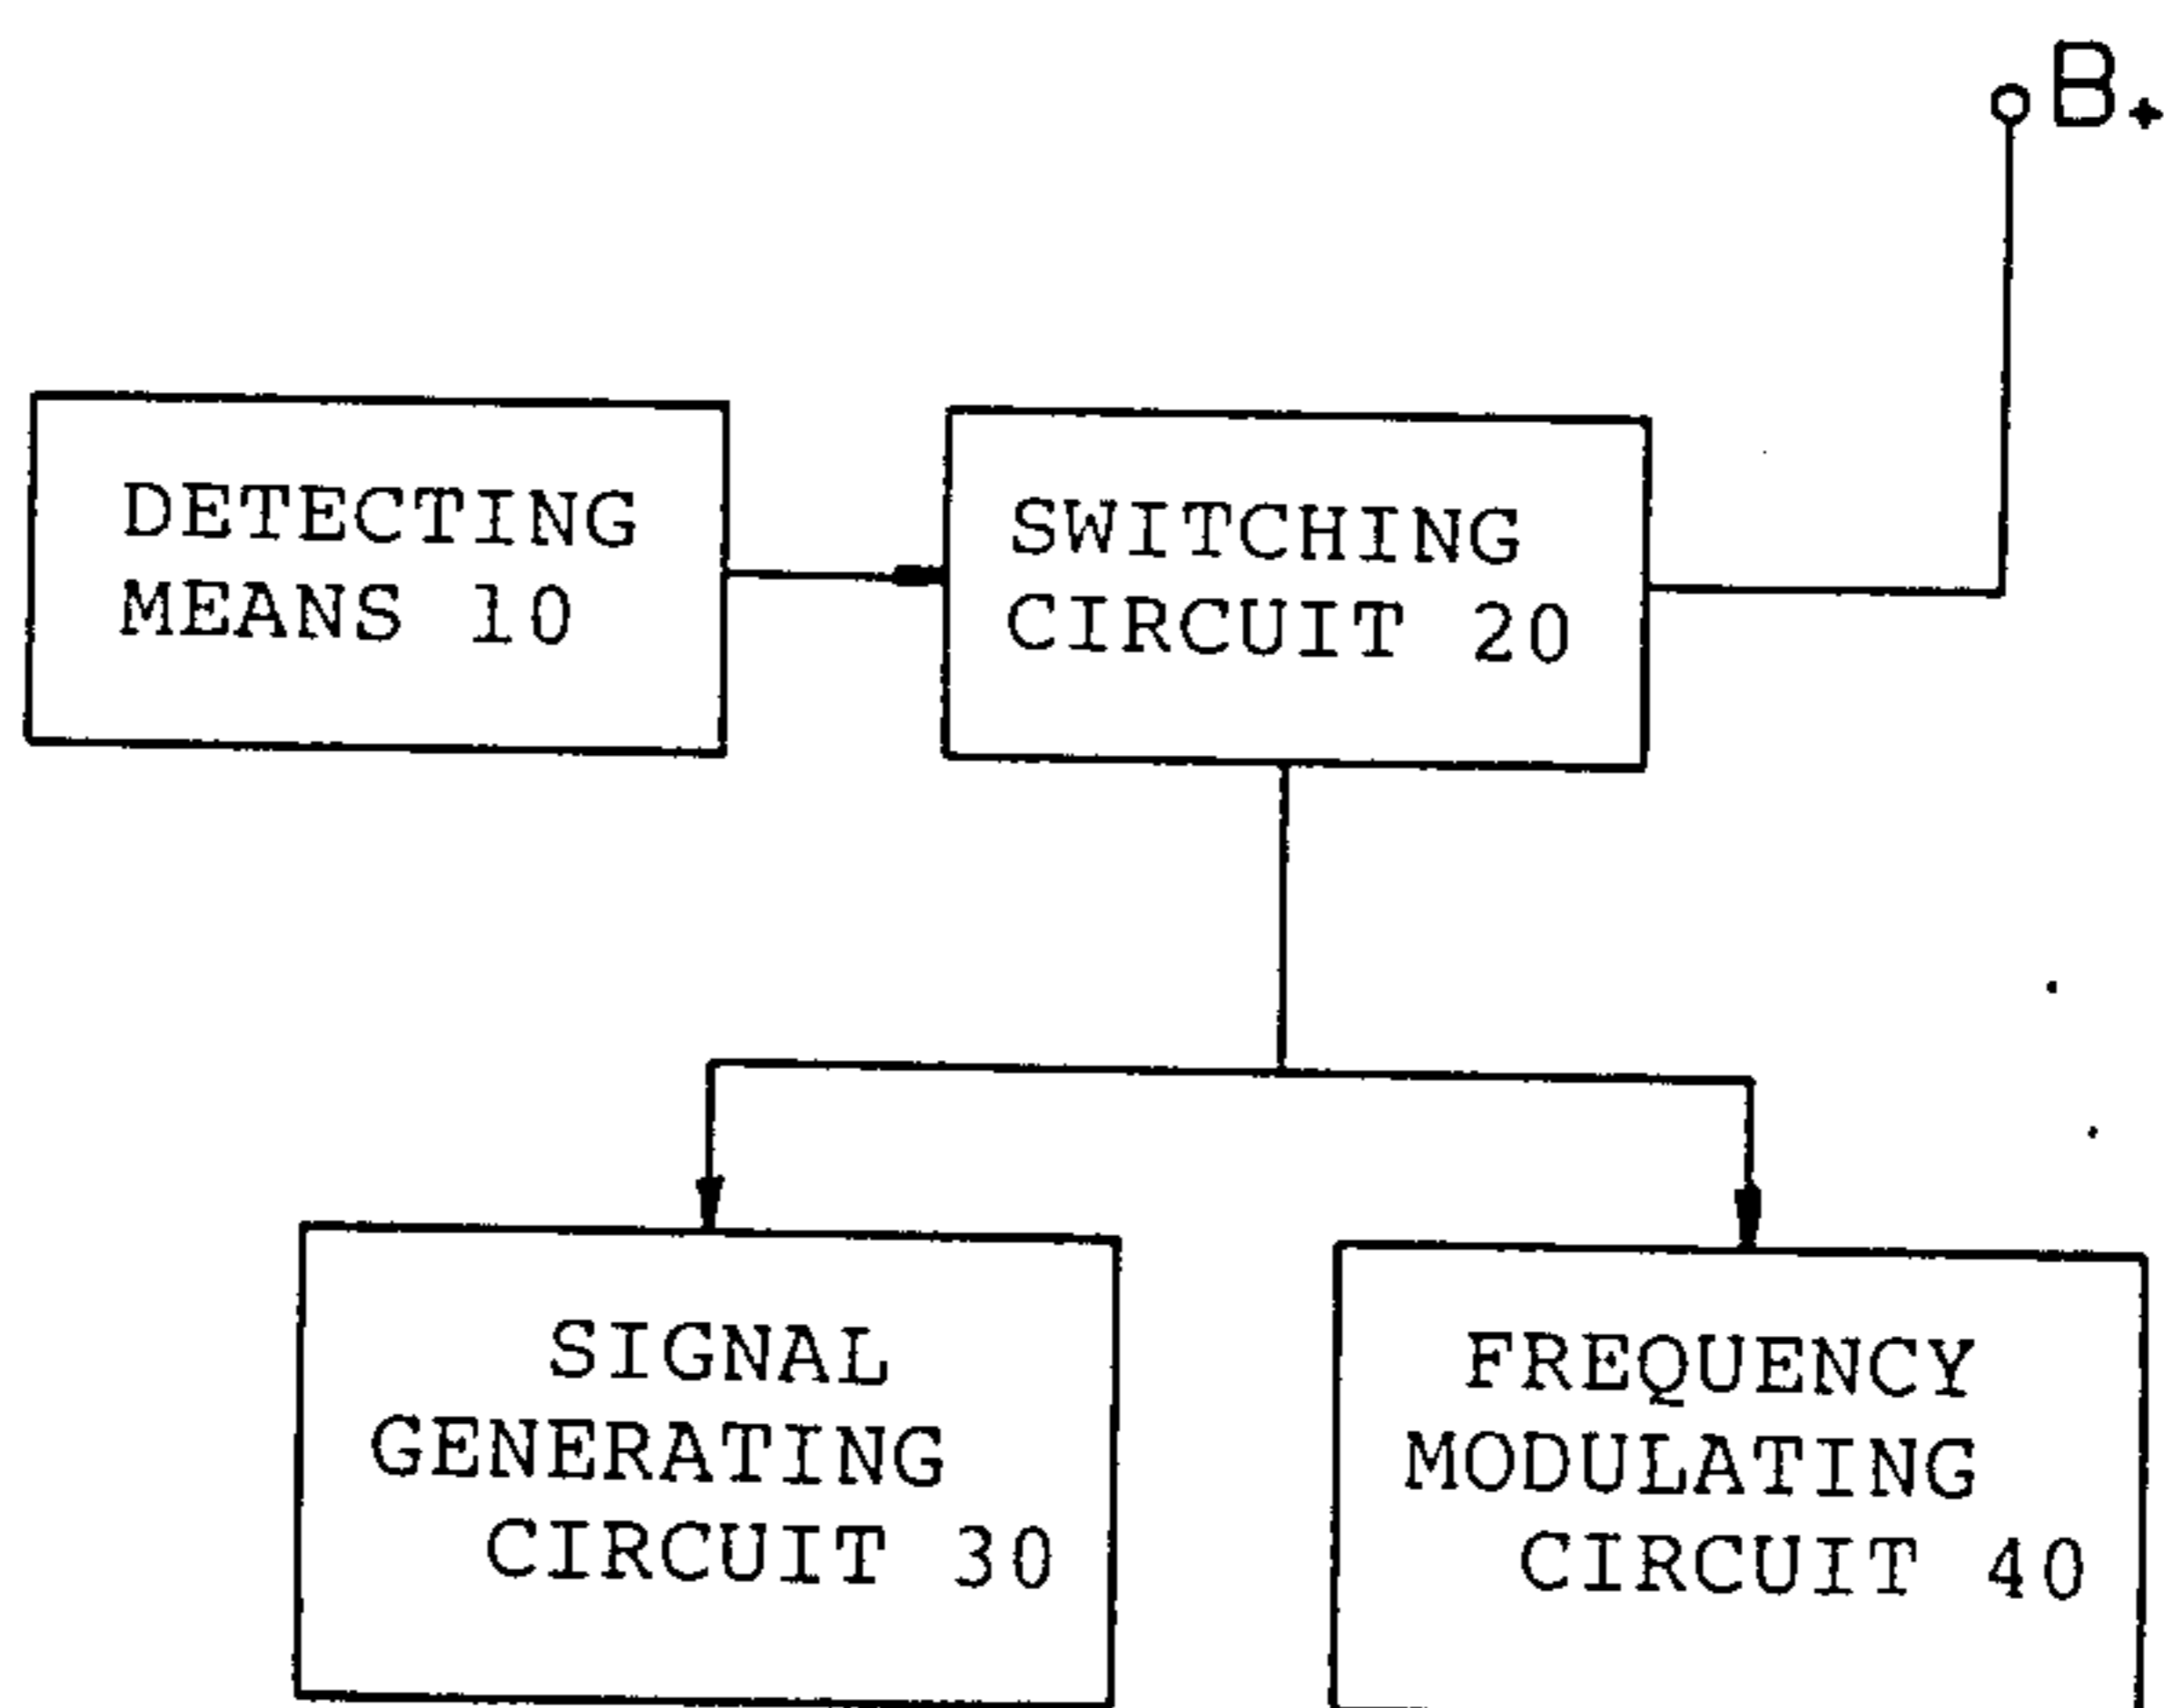 B+
DETECTING
MEANS 10
SWITCHING
CIRCUIT 20
SIGNAL
GENERATING
CIRCUIT 30
FREQUENCY
MODULATING
CIRCUIT 40